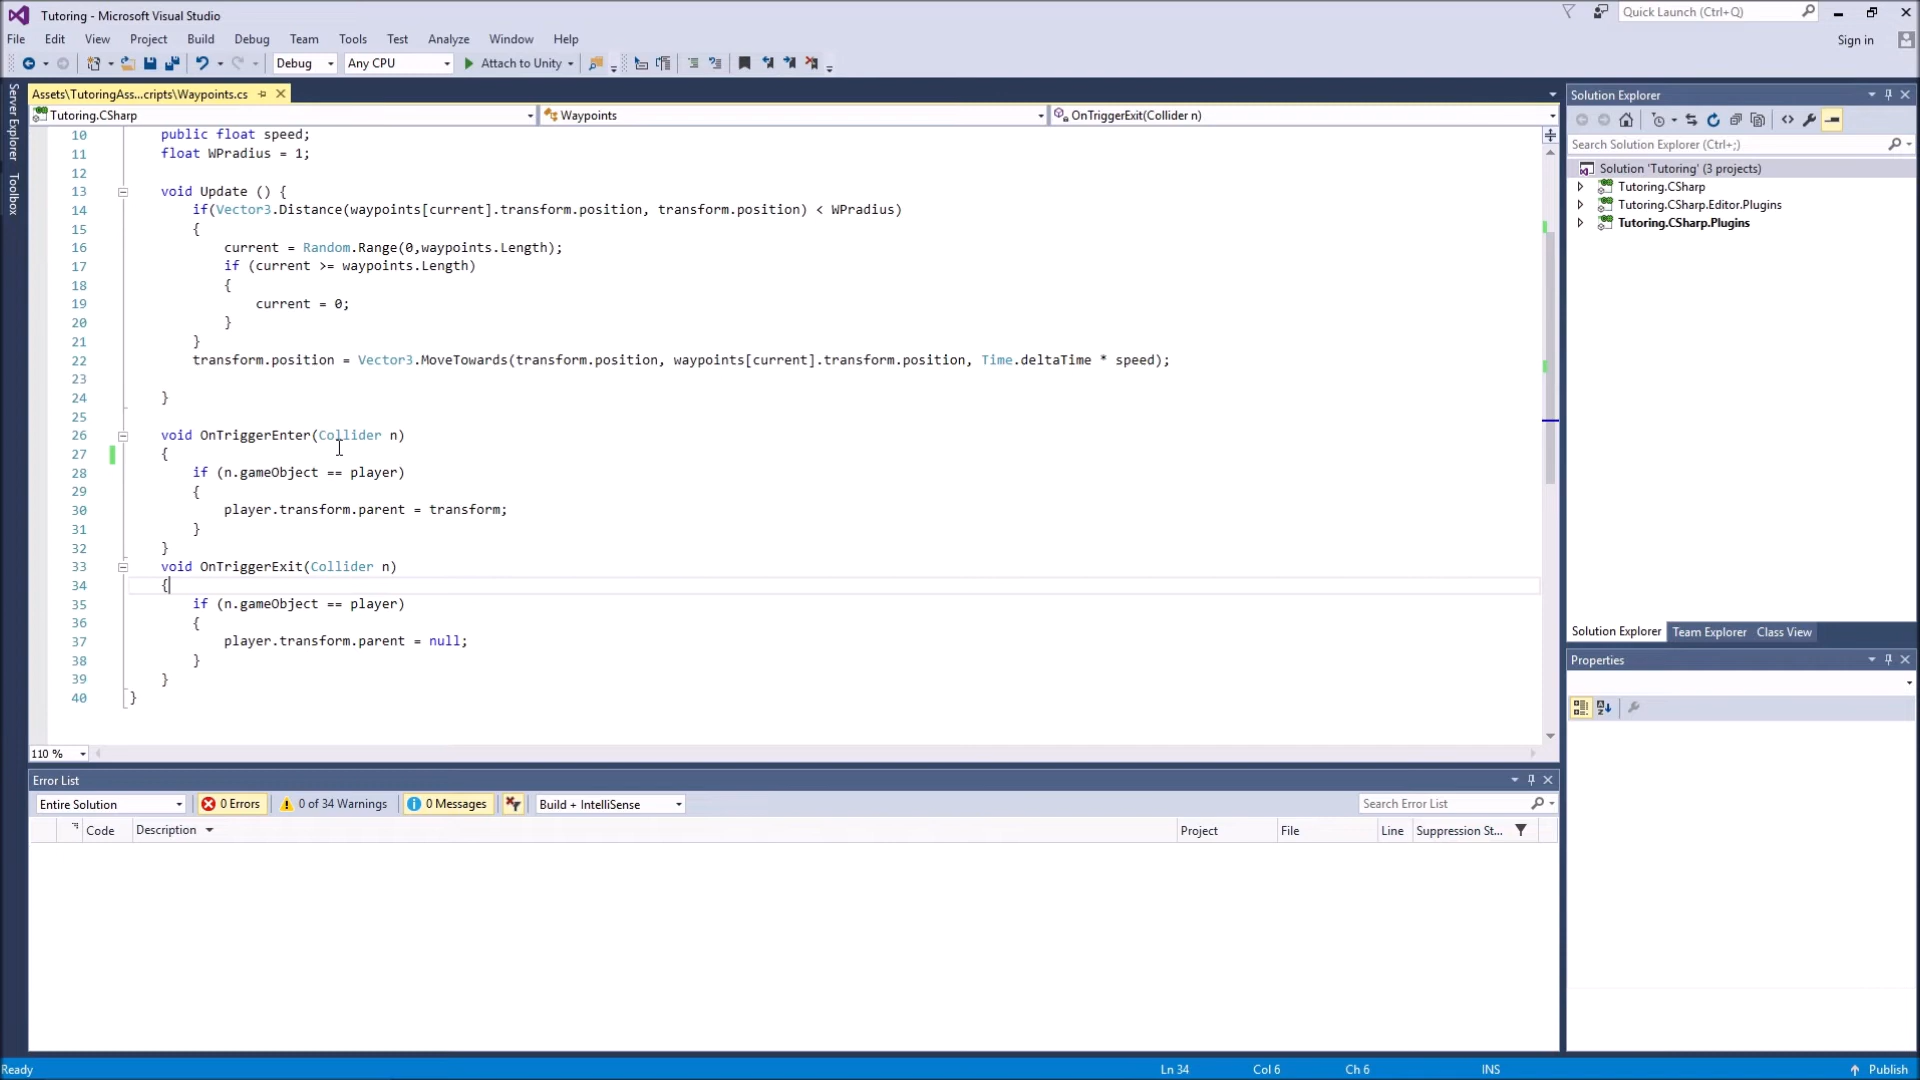 Tutoring - Microsoft Visual Studio
Quick Launch (Ctrl+Q)
File Edit View Project Build Debug Team Tools Test Analyze Window Help
Sign in
Debug Any CPU Attach to Unity
Server Explorer
Toolbox
Assets\TutoringAss...cripts\Waypoints.cs
Tutoring.CSharp Waypoints OnTriggerExit(Collider n)
10 public float speed;
11 float WPradius = 1;
12
13 void Update () {
14 if(Vector3.Distance(waypoints[current].transform.position, transform.position) < WPradius)
15 {
16 current = Random.Range(0,waypoints.Length);
17 if (current >= waypoints.Length)
18 {
19 current = 0;
20 }
21 }
22 transform.position = Vector3.MoveTowards(transform.position, waypoints[current].transform.position, Time.deltaTime * speed);
23
24 }
25
26 void OnTriggerEnter(Collider n)
27 {
28 if (n.gameObject == player)
29 {
30 player.transform.parent = transform;
31 }
32 }
33 void OnTriggerExit(Collider n)
34 {
35 if (n.gameObject == player)
36 {
37 player.transform.parent = null;
38 }
39 }
40 }
110 %
Solution Explorer
Search Solution Explorer (Ctrl+;)
Solution 'Tutoring' (3 projects)
Tutoring.CSharp
Tutoring.CSharp.Editor.Plugins
Tutoring.CSharp.Plugins
Solution Explorer Team Explorer Class View
Properties
Error List
Entire Solution 0 Errors 0 of 34 Warnings 0 Messages Build + IntelliSense Search Error List
Code Description Project File Line Suppression St...
Ready Ln 34 Col 6 Ch 6 INS Publish